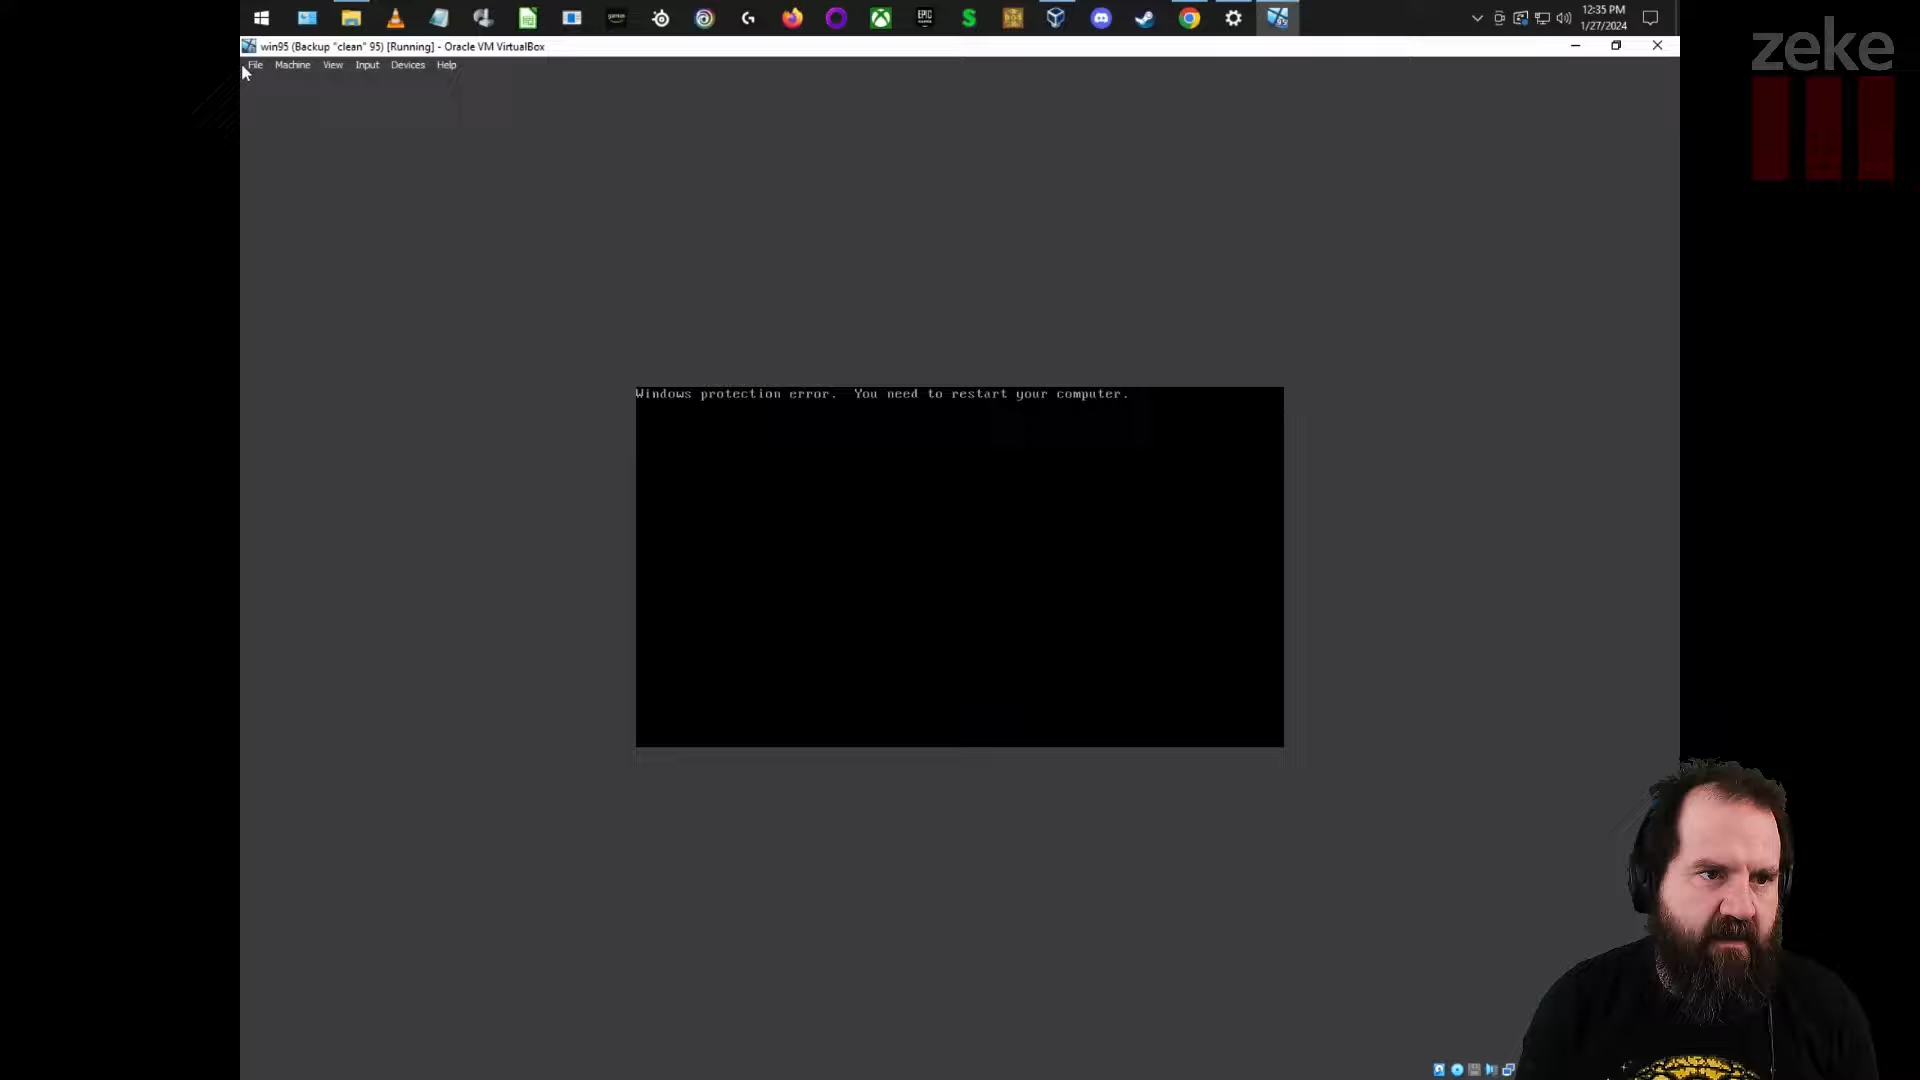 12:35 PM
1/27/2024
zeke
win95 (Backup "clean" 95) [Running] - Oracle VM VirtualBox
File Machine View Input Devices Help
Windows protection error. You need to restart your computer.
EPIC